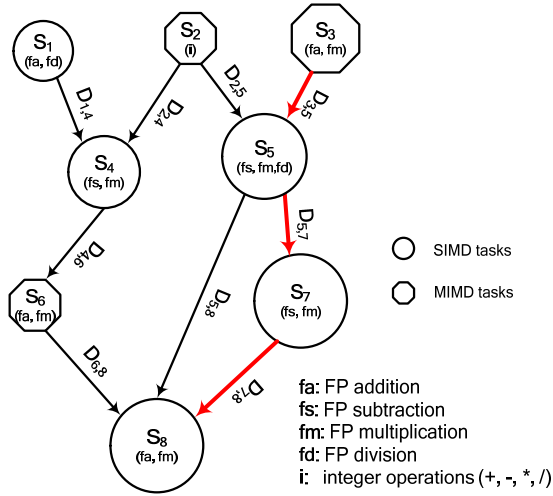 S1
(fa, fd)
S2
(i)
S3
(fa, fm)
D1,4
D2,4
D2,5
D3,5
S4
(fs, fm)
S5
(fs, fm,fd)
D4,6
D5,7
SIMD tasks
MIMD tasks
S6
(fa, fm)
D5,8
S7
(fs, fm)
D6,8
D7,8
S8
(fa, fm)
fa: FP addition
fs: FP subtraction
fm: FP multiplication
fd: FP division
i: integer operations (+, -, *, /)